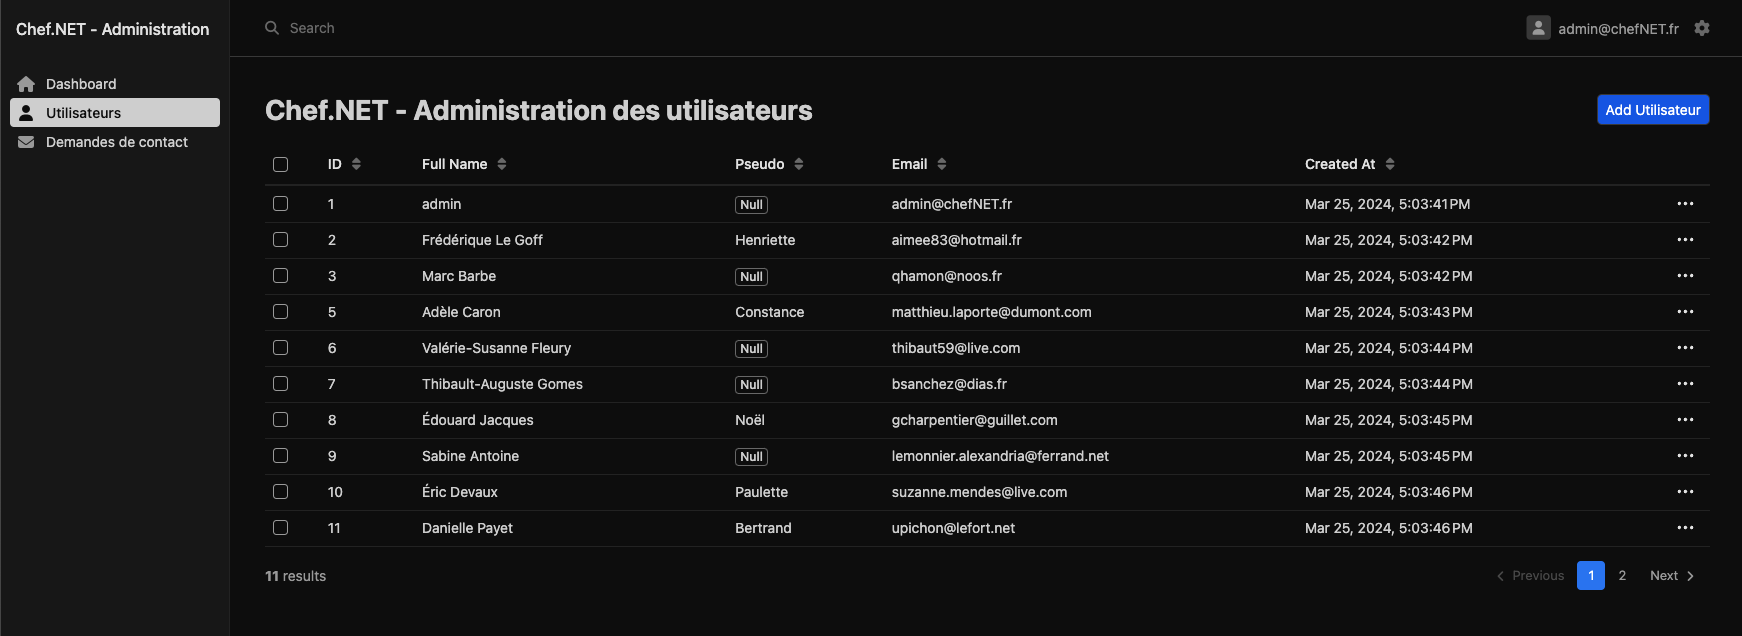 Chef.NET - Administration
Search
admin@chefNET.fr
Dashboard
Utilisateurs
Demandes de contact
Chef.NET - Administration des utilisateurs
Add Utilisateur
ID Full Name Pseudo Email Created At
1 admin Null admin@chefNET.fr Mar 25, 2024, 5:03:41 PM
2 Frédérique Le Goff Henriette aimee83@hotmail.fr Mar 25, 2024, 5:03:42 PM
3 Marc Barbe Null qhamon@noos.fr Mar 25, 2024, 5:03:42 PM
5 Adèle Caron Constance matthieu.laporte@dumont.com Mar 25, 2024, 5:03:43 PM
6 Valérie-Susanne Fleury Null thibaut59@live.com Mar 25, 2024, 5:03:44 PM
7 Thibault-Auguste Gomes Null bsanchez@dias.fr Mar 25, 2024, 5:03:44 PM
8 Édouard Jacques Noël gcharpentier@guillet.com Mar 25, 2024, 5:03:45 PM
9 Sabine Antoine Null lemonnier.alexandria@ferrand.net Mar 25, 2024, 5:03:45 PM
10 Éric Devaux Paulette suzanne.mendes@live.com Mar 25, 2024, 5:03:46 PM
11 Danielle Payet Bertrand upichon@lefort.net Mar 25, 2024, 5:03:46 PM
11 results
Previous 1 2 Next